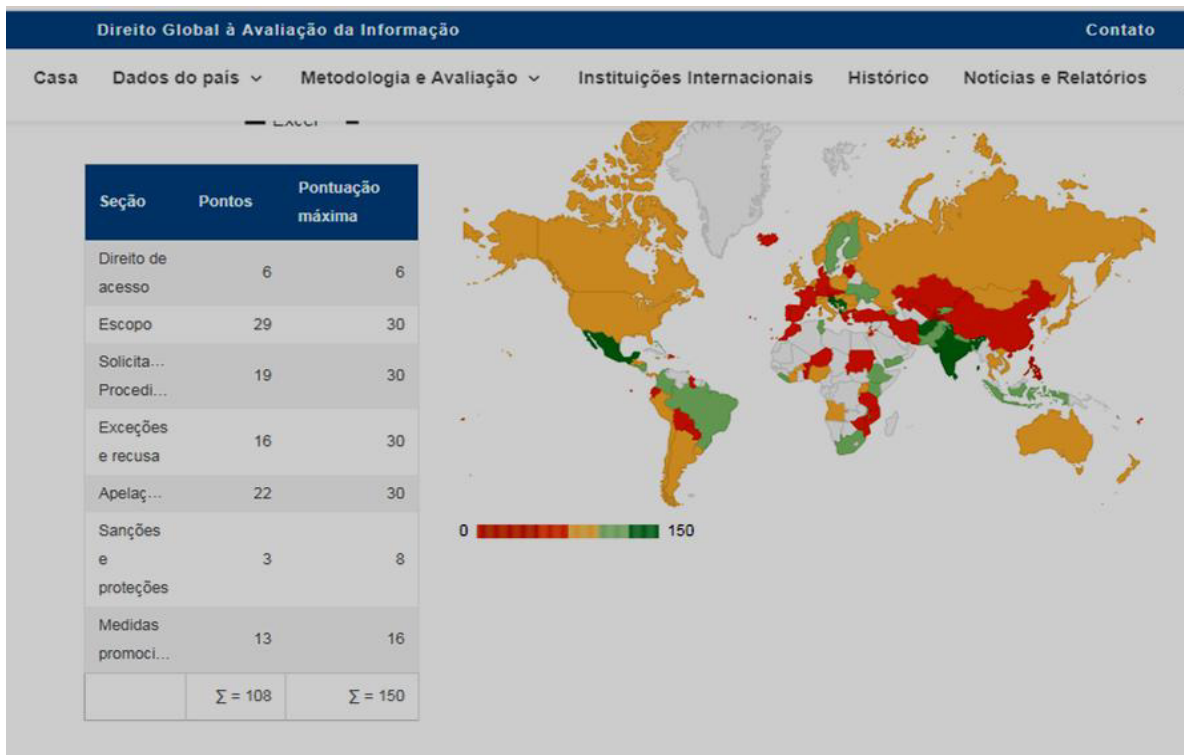 Direito Global à Avaliação da Informação Contato
Casa Dados do país Metodologia e Avaliação Instituições Internacionais Histórico Notícias e Relatórios
Seção Pontos Pontuação
máxima
Direito de
acesso 6 6
Escopo 29 30
Solicita...
Procedi... 19 30
Exceções
e recusa 16 30
Apelaç... 22 30
Sanções
e
proteções 3 8
Medidas
promoci... 13 16
∑ = 108 ∑ = 150
0 150